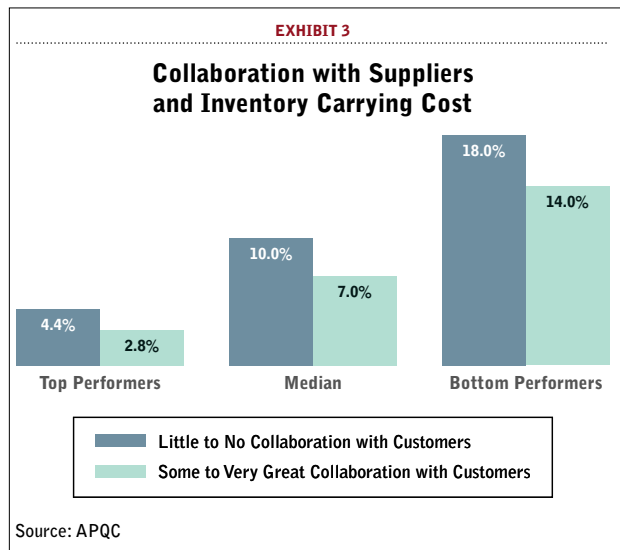 EXHIBIT 3
Collaboration with Suppliers
and Inventory Carrying Cost
4.4%
2.8%
10.0%
7.0%
18.0%
14.0%
Top Performers
Median
Bottom Performers
Little to No Collaboration with Customers
Some to Very Great Collaboration with Customers
Source: APQC